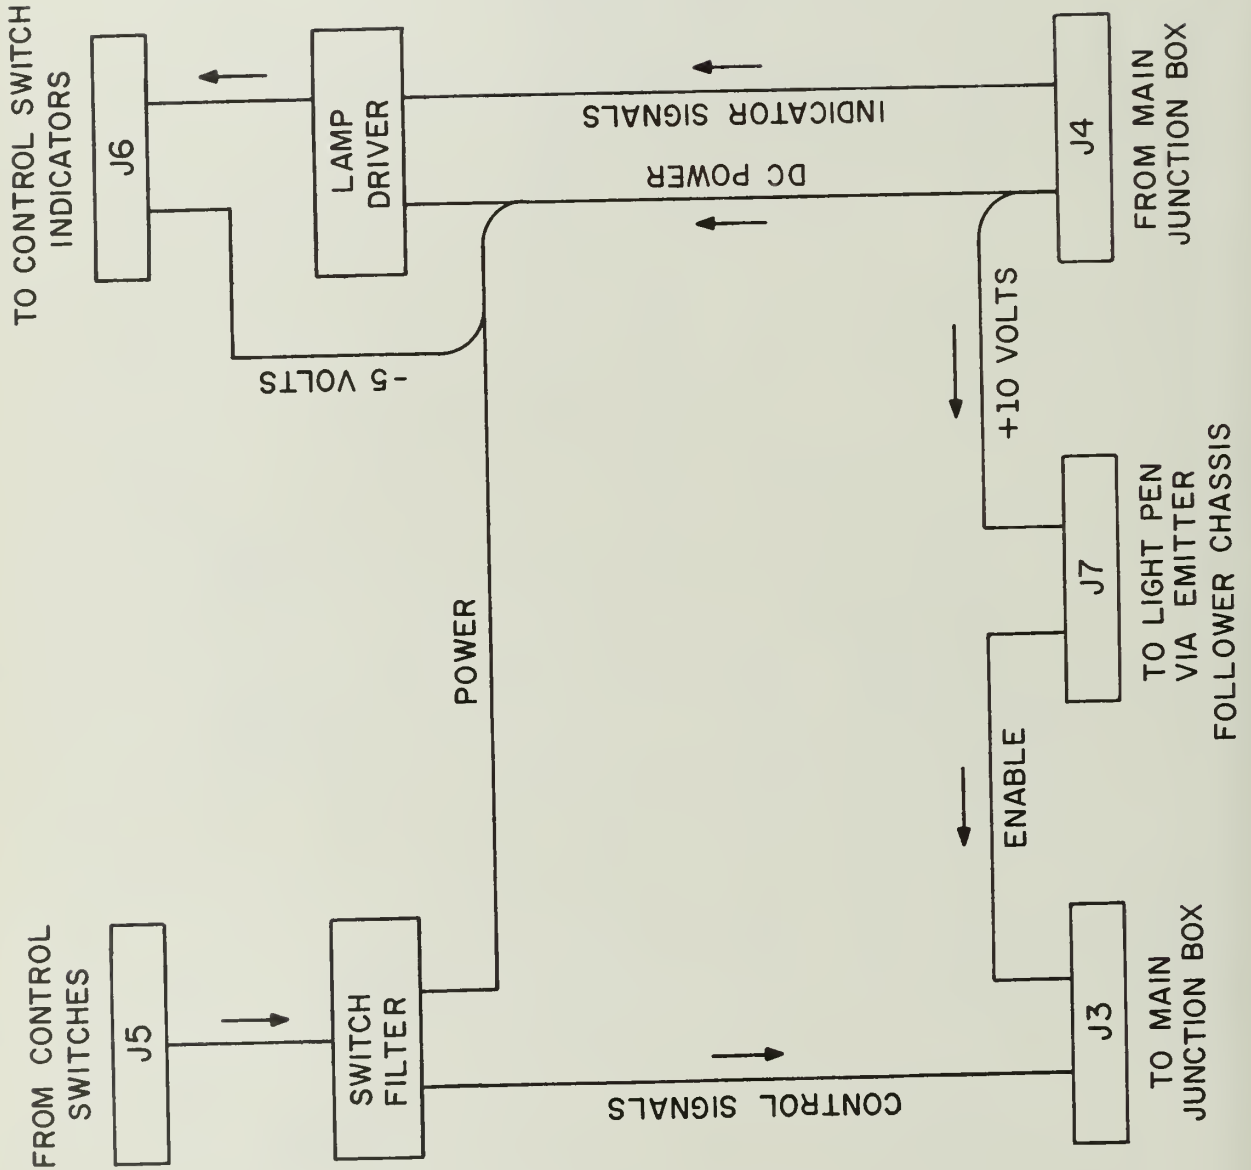 FROM CONTROL
SWITCHES
J5
SWITCH
FILTER
CONTROL SIGNALS
J3
TO MAIN
JUNCTION BOX
POWER
ENABLE
J7
TO LIGHT PEN
VIA EMITTER
FOLLOWER CHASSIS
TO CONTROL SWITCH
INDICATORS
J6
-5 VOLTS
LAMP
DRIVER
DC POWER
INDICATOR SIGNALS
+10 VOLTS
J4
FROM MAIN
JUNCTION BOX